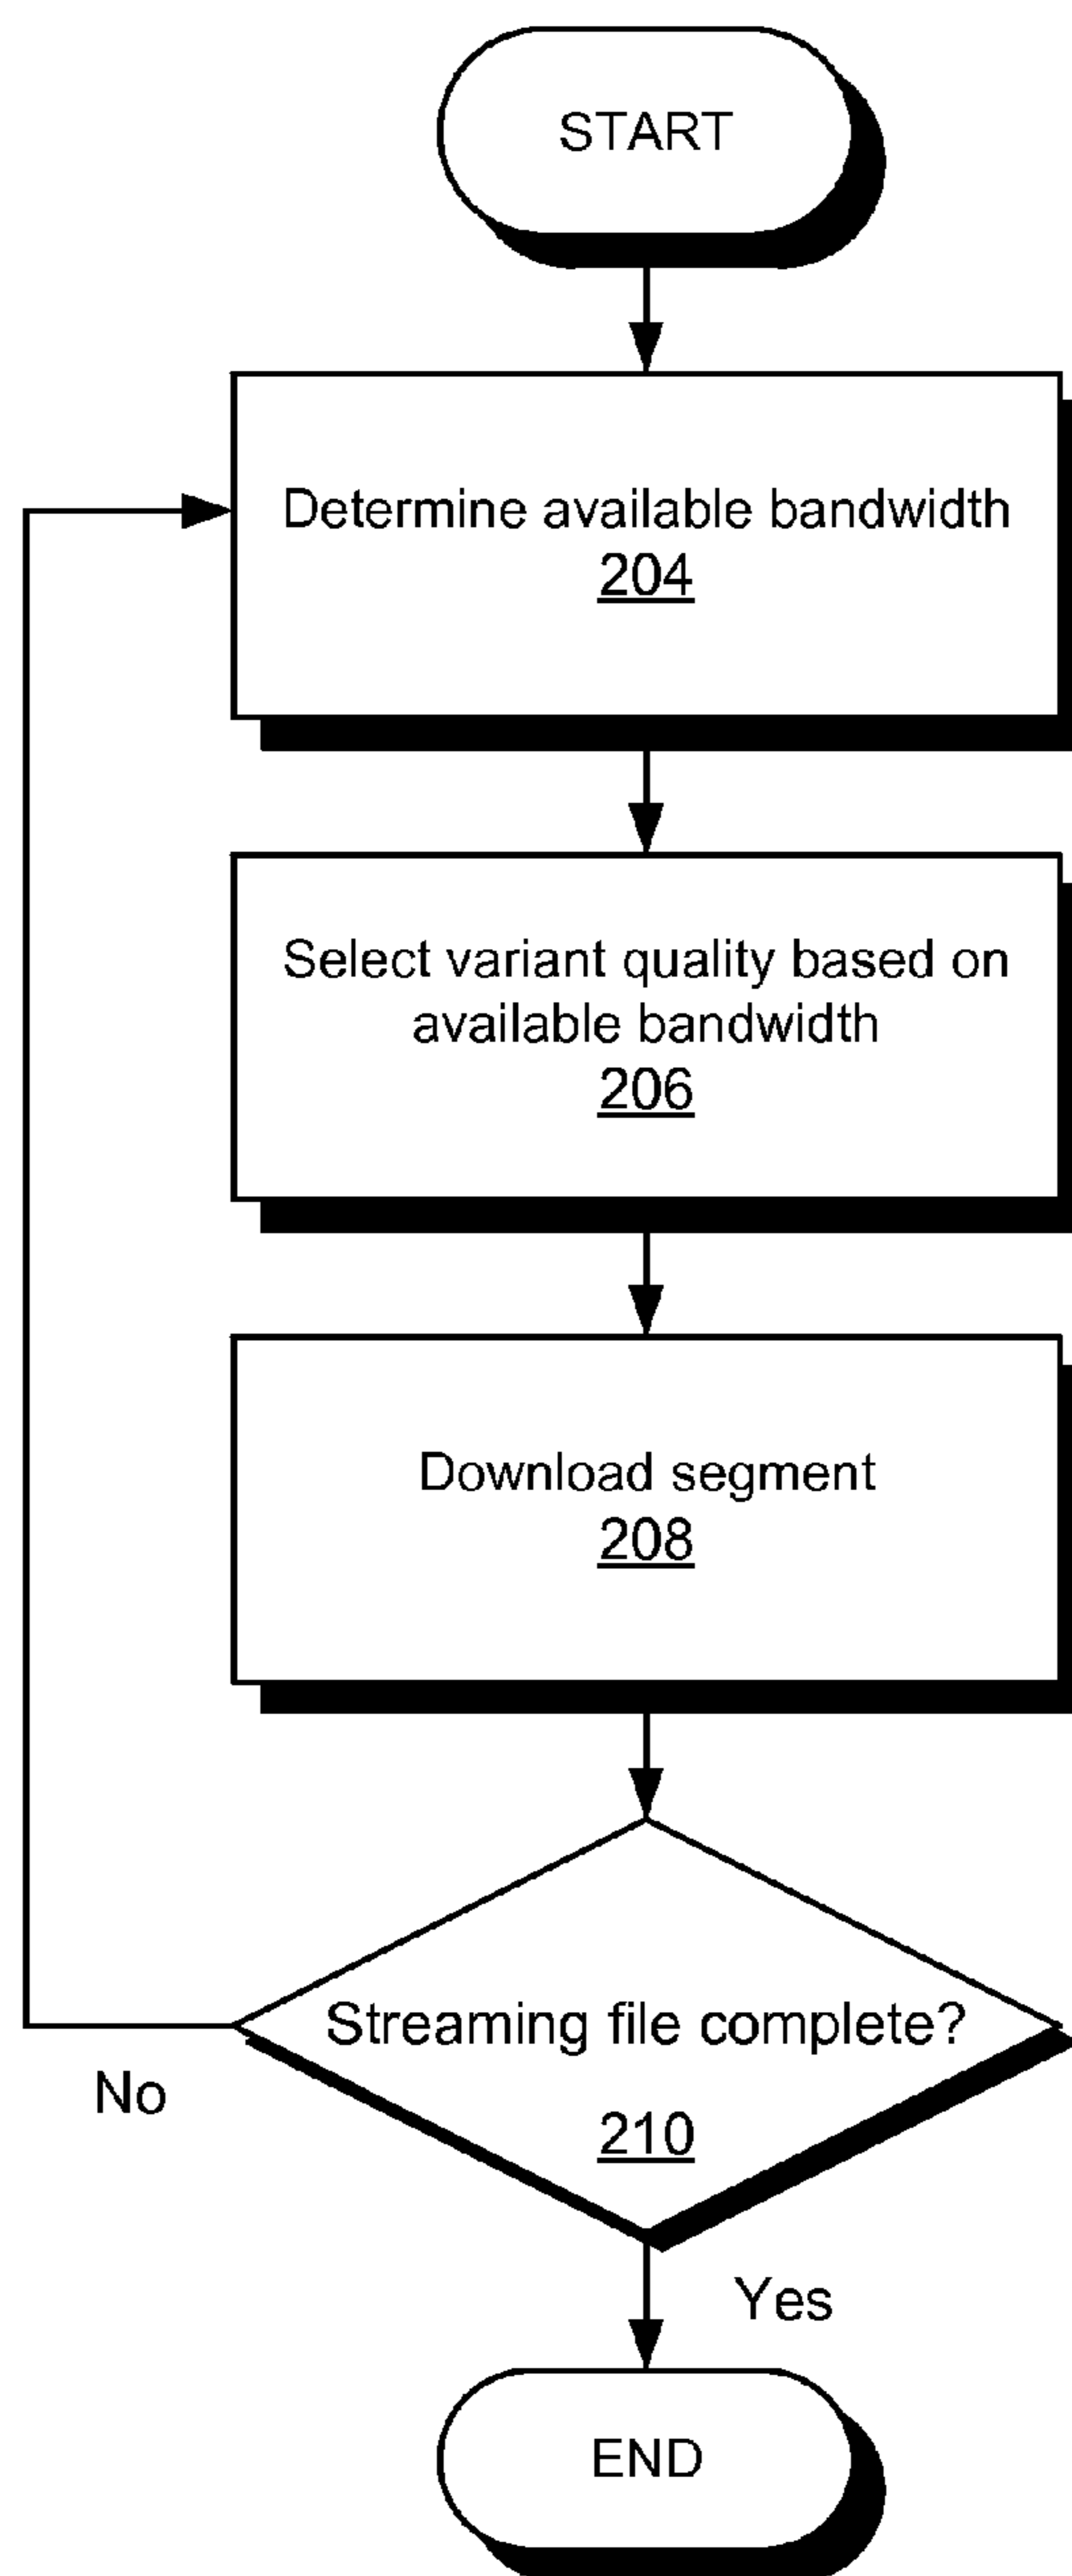 START
Determine available bandwidth
204
Select variant quality based on
available bandwidth
206
Download segment
208
Streaming file complete?
210
No
Yes
END